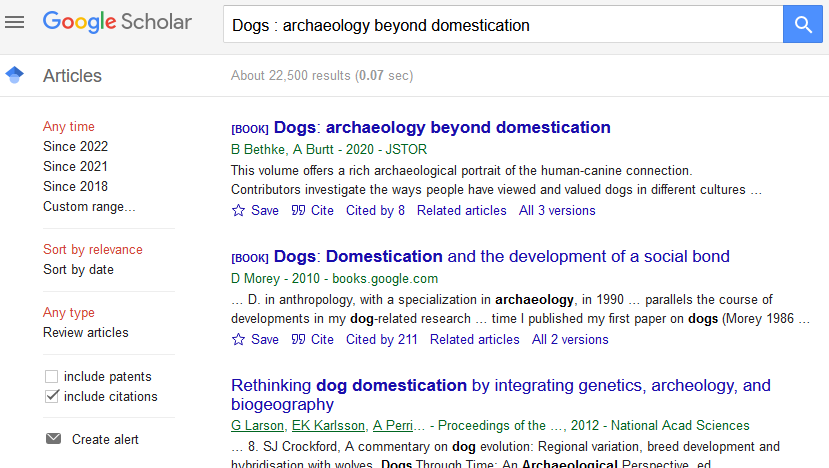 Google Scholar
Dogs : archaeology beyond domestication
Articles
About 22,500 results (0.07 sec)
Any time
Since 2022
Since 2021
Since 2018
Custom range...
Sort by relevance
Sort by date
Any type
Review articles
include patents
include citations
Create alert
[BOOK] Dogs: archaeology beyond domestication
B Bethke, A Burtt - 2020 - JSTOR
This volume offers a rich archaeological portrait of the human-canine connection.
Contributors investigate the ways people have viewed and valued dogs in different cultures …
Save Cite Cited by 8 Related articles All 3 versions
[BOOK] Dogs: Domestication and the development of a social bond
D Morey - 2010 - books.google.com
… D. in anthropology, with a specialization in archaeology, in 1990 … parallels the course of
developments in my dog-related research … time I published my first paper on dogs (Morey 1986 …
Save Cite Cited by 211 Related articles All 2 versions
Rethinking dog domestication by integrating genetics, archeology, and
biogeography
G Larson, EK Karlsson, A Perri… - Proceedings of the …, 2012 - National Acad Sciences
… 8. SJ Crockford, A commentary on dog evolution: Regional variation, breed development and
hybridisation with wolves. Dogs Through Time: An Archaeological Perspective, ed